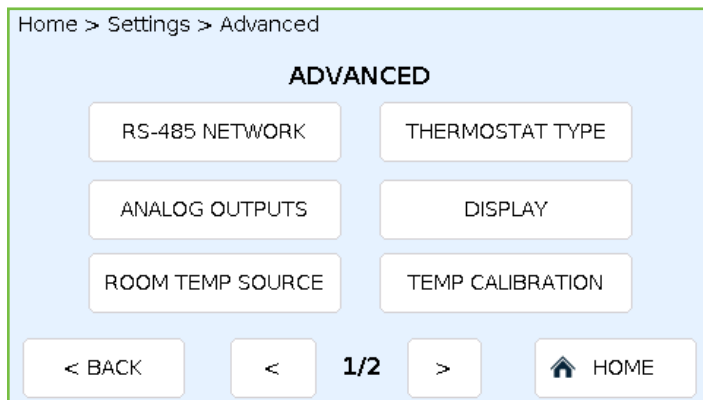 Home > Settings > Advanced
ADVANCED
RS-485 NETWORK THERMOSTAT TYPE
ANALOG OUTPUTS DISPLAY
ROOM TEMP SOURCE TEMP CALIBRATION
< BACK < 1/2 > HOME